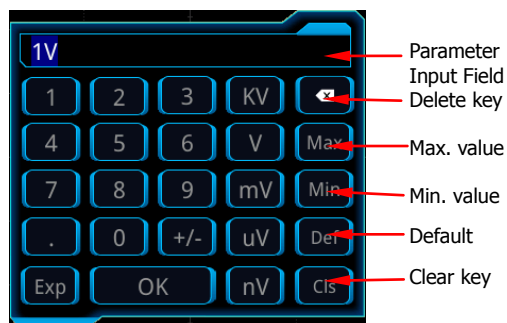 1V
Parameter
Input Field
1 2 3 KV
Delete key
4 5 6 V Max
Max. value
7 8 9 mV Min
Min. value
. 0 +/- uV Def
Default
Exp OK nV Cls
Clear key